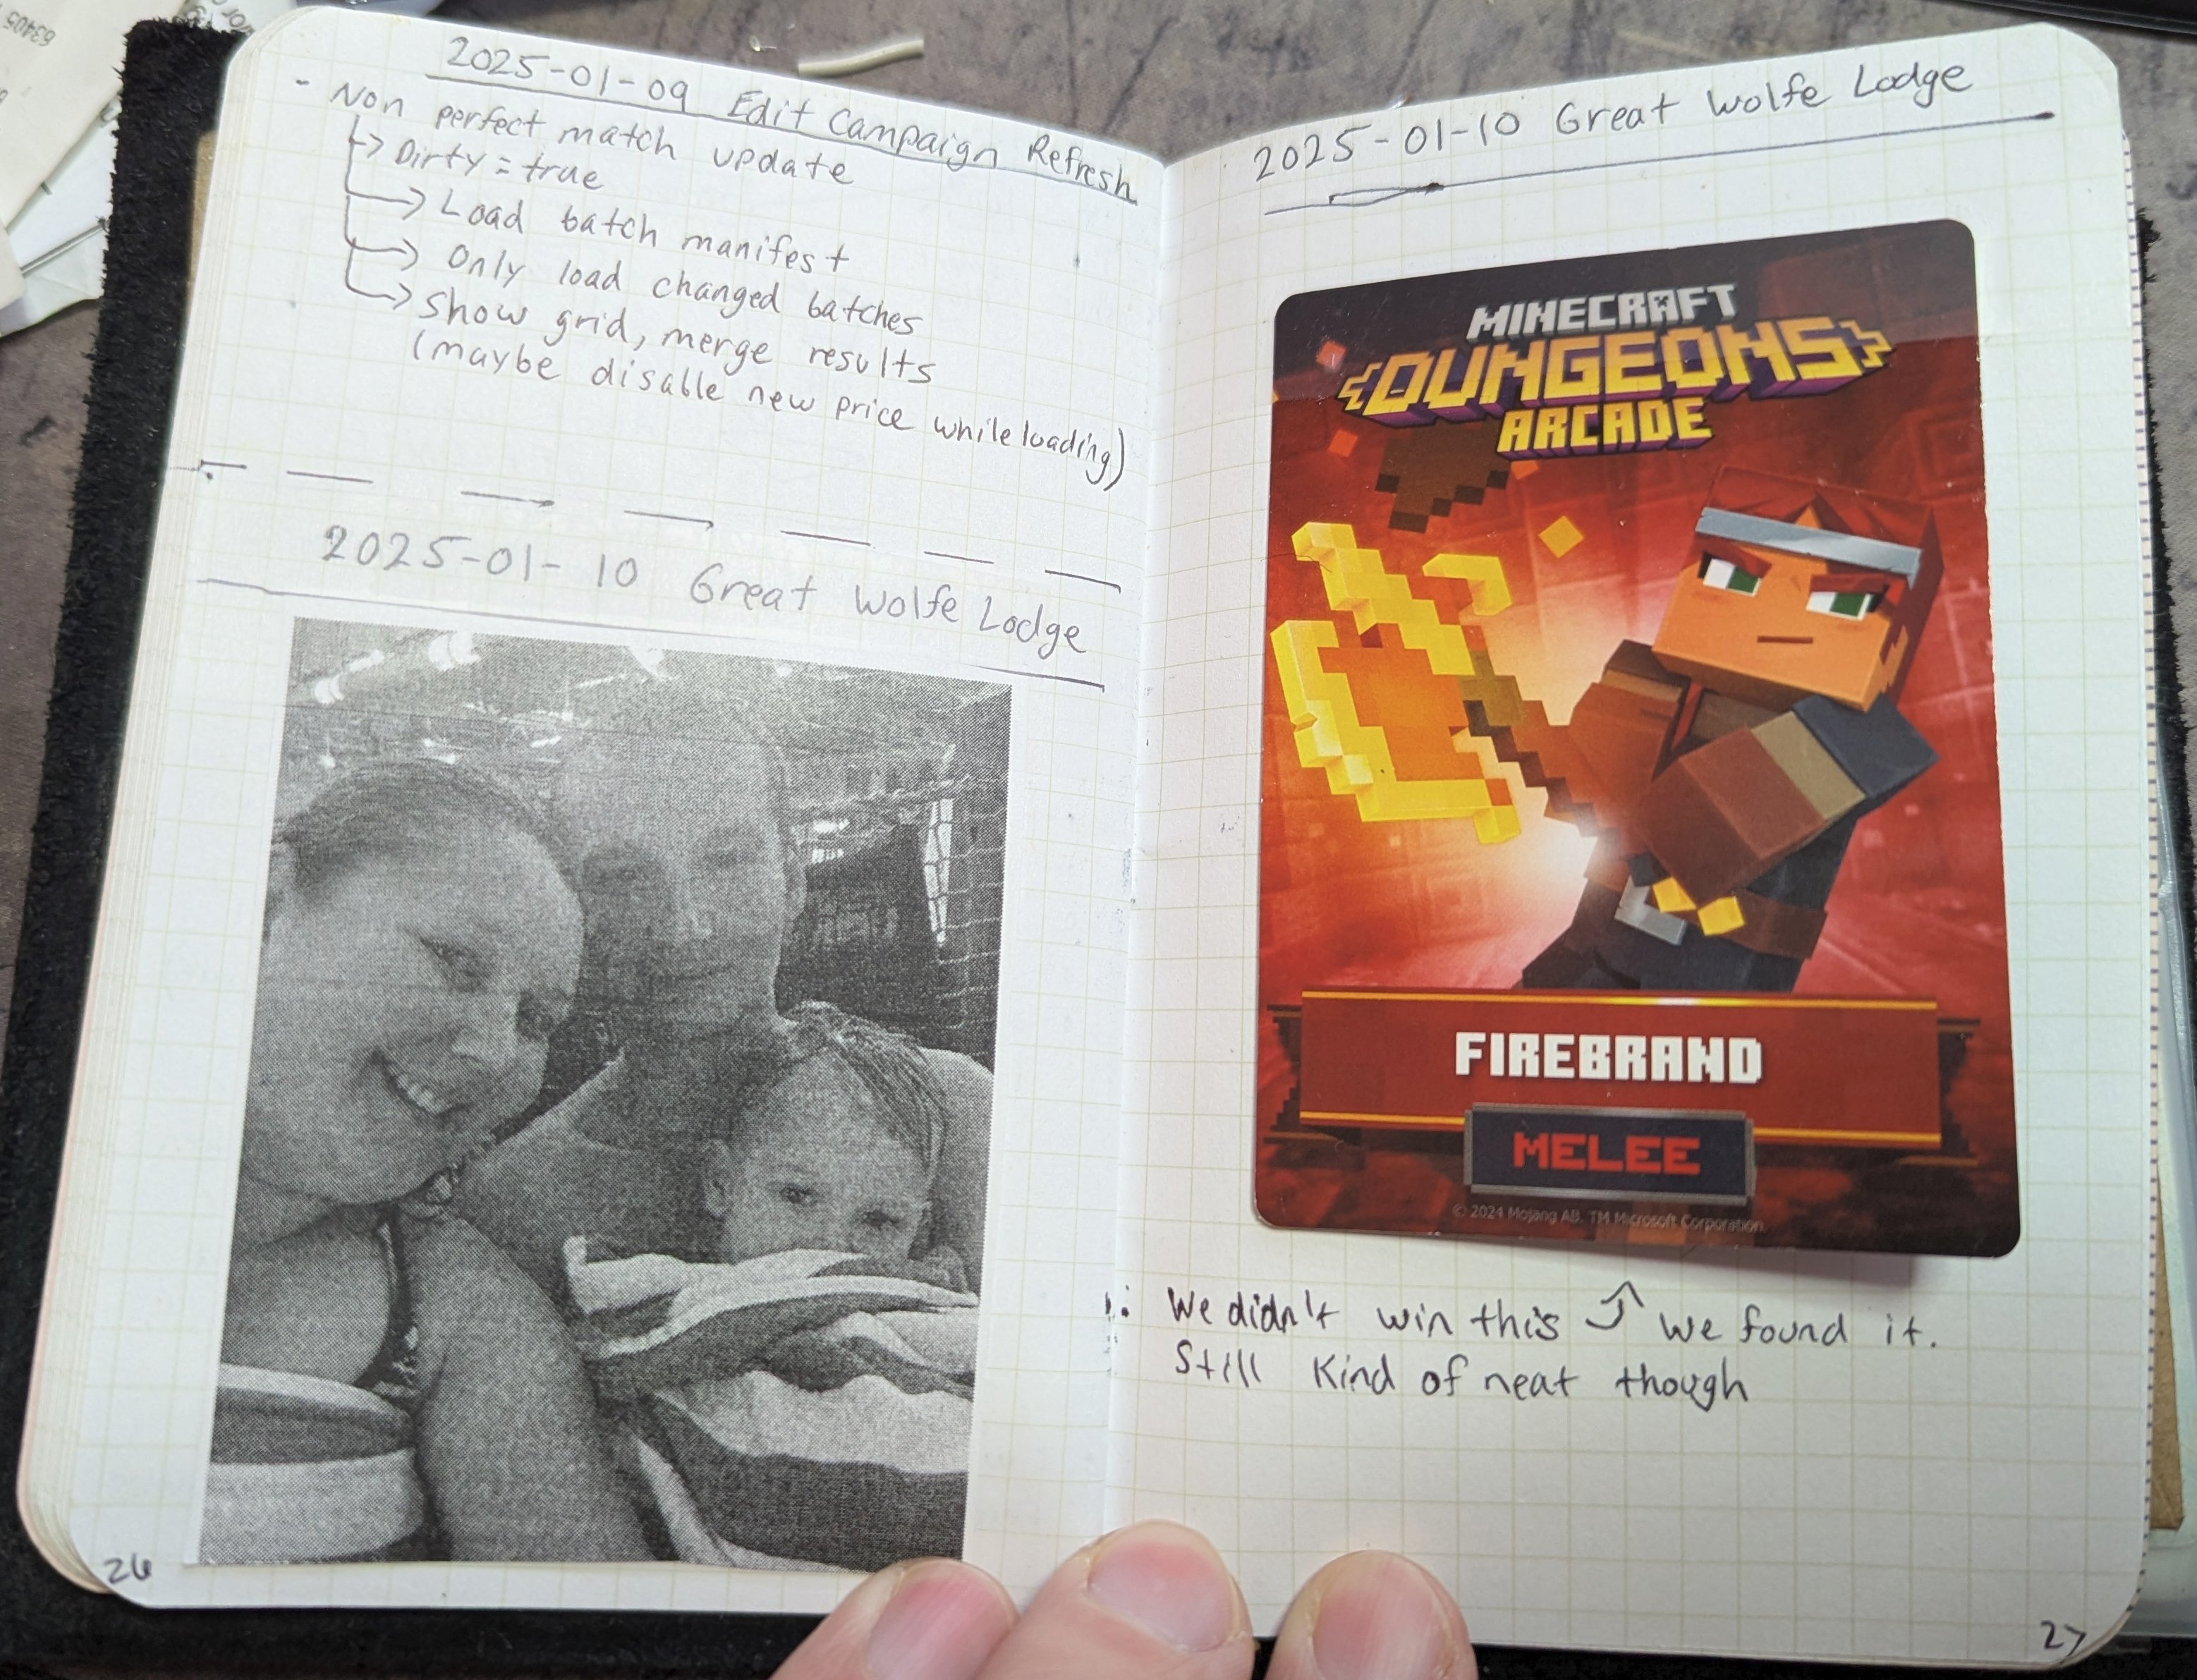 2025-01-09 Edit Campaign Refresh
- Non perfect match update
↳> Dirty = true
→ Load batch manifest
→ Only load changed batches
→ Show grid, merge results
(maybe disable new price while loading)
2025-01-10 Great Wolfe Lodge
26
2025-01-10 Great Wolfe Lodge
MINECRAFT
DUNGEONS
ARCADE
FIREBRAND
MELEE
© 2024 Mojang AB. TM Microsoft Corporation.
We didn't win this ⤴ We found it.
Still kind of neat though
27
63405